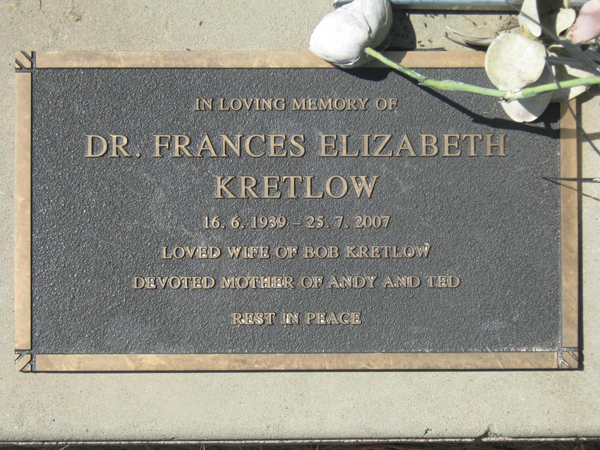 IN LOVING MEMORY OF
DR. FRANCES ELIZABETH
KRETLOW
16. 6. 1939 – 25. 7. 2007
LOVED WIFE OF BOB KRETLOW
DEVOTED MOTHER OF ANDY AND TED
REST IN PEACE